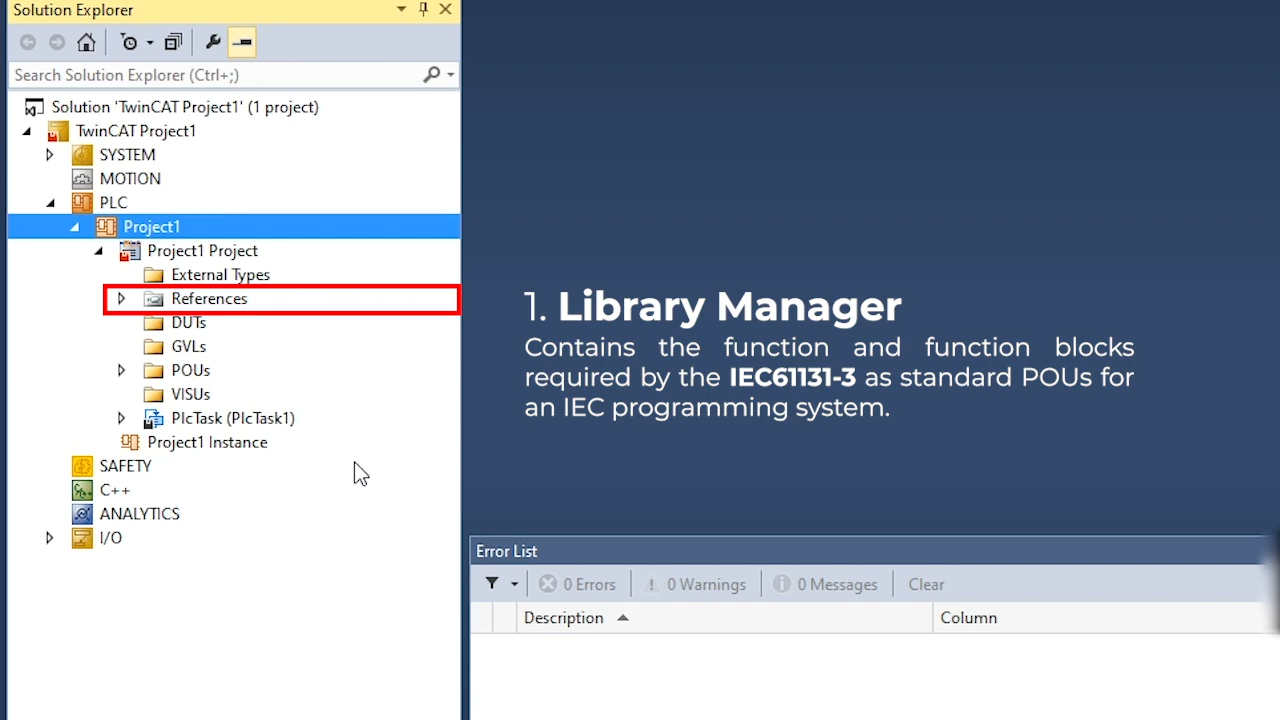 Solution Explorer
Search Solution Explorer (Ctrl+;)
Solution 'TwinCAT Project1' (1 project)
TwinCAT Project1
SYSTEM
MOTION
PLC
Project1
Project1 Project
External Types
References
DUTs
GVLs
POUs
VISUs
PlcTask (PlcTask1)
Project1 Instance
SAFETY
C++
ANALYTICS
I/O
1. Library Manager
Contains the function and function blocks
required by the IEC61131-3 as standard POUs for
an IEC programming system.
Error List
0 Errors
0 Warnings
0 Messages
Clear
Description
Column